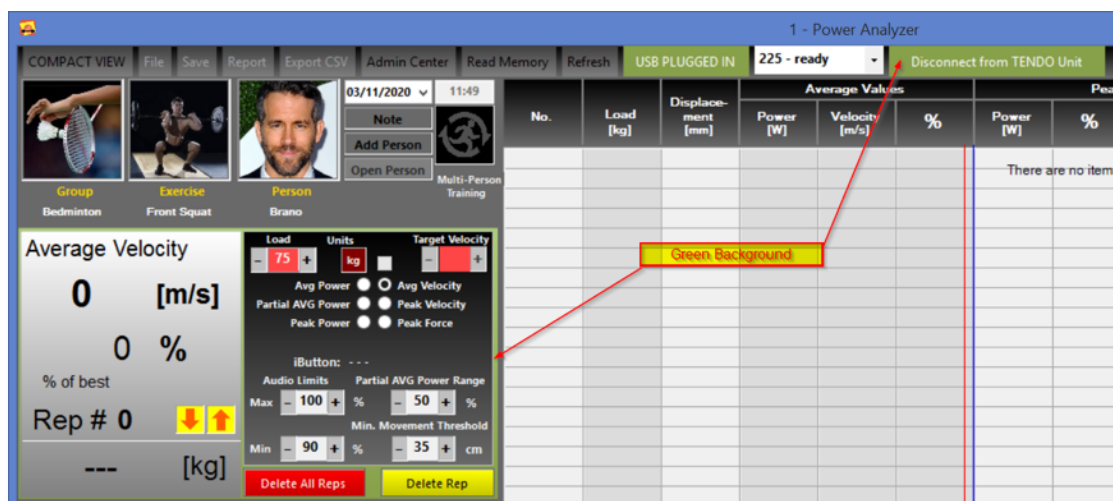 1 - Power Analyzer
COMPACT VIEW File Save Report Export CSV Admin Center Read Memory Refresh USB PLUGGED IN 225 - ready Disconnect from TENDO Unit
03/11/2020 11:49
Note
Add Person
Open Person
Multi-Person
Training
Group Exercise Person
Bedminton Front Squat Brano
No. Load [kg] Displace-ment [mm] Average Values Power [W] Velocity [m/s] % Pea Power [W] %
There are no item
Green Background
Average Velocity
0 [m/s]
0 %
% of best
Rep # 0
--- [kg]
Load Units Target Velocity
- 75 + kg - +
Avg Power Avg Velocity
Partial AVG Power Peak Velocity
Peak Power Peak Force
iButton: - - -
Audio Limits Partial AVG Power Range
Max - 100 + % - 50 + %
Min. Movement Threshold
Min - 90 + % - 35 + cm
Delete All Reps Delete Rep